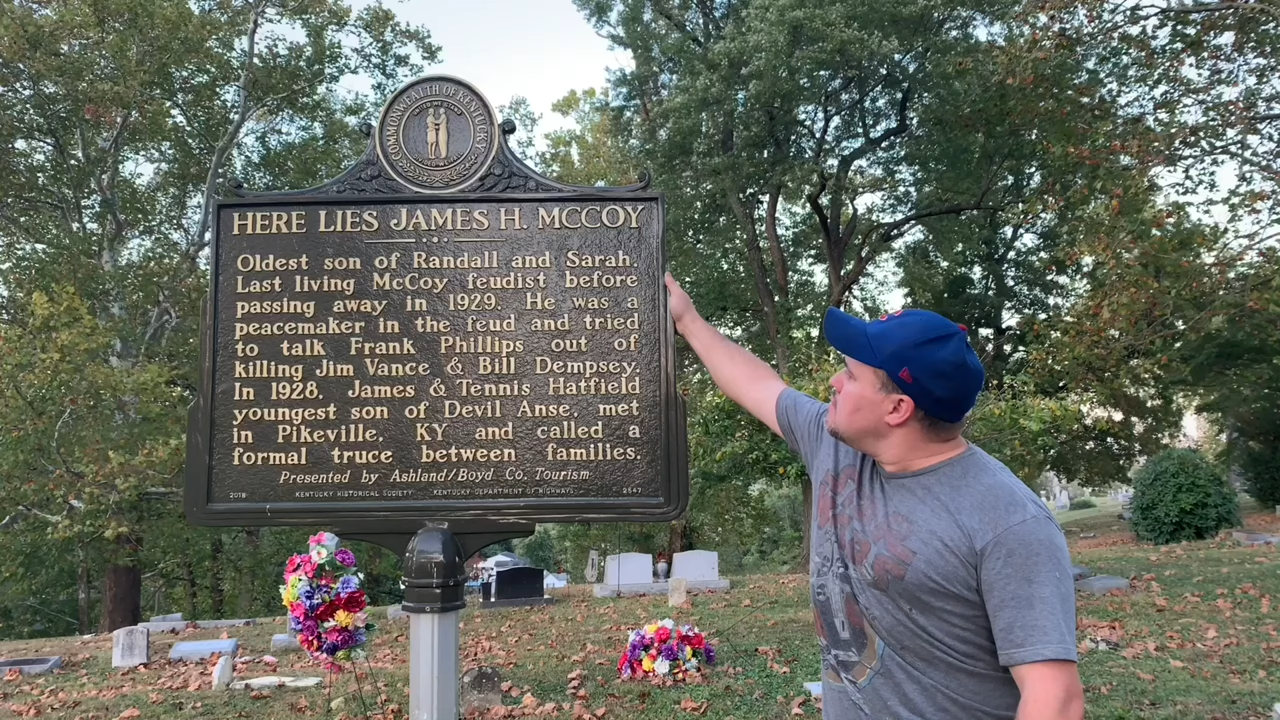 COMMONWEALTH OF KENTUCKY
UNITED WE STAND
HERE LIES JAMES H. MCCOY
Oldest son of Randall and Sarah.
Last living McCoy feudist before
passing away in 1929. He was a
peacemaker in the feud and tried
to talk Frank Phillips out of
killing Jim Vance & Bill Dempsey.
In 1928, James & Tennis Hatfield
youngest son of Devil Anse, met
in Pikeville, KY and called a
formal truce between families.
Presented by Ashland/Boyd Co. Tourism
2018 KENTUCKY HISTORICAL SOCIETY KENTUCKY DEPARTMENT OF HIGHWAYS 2547